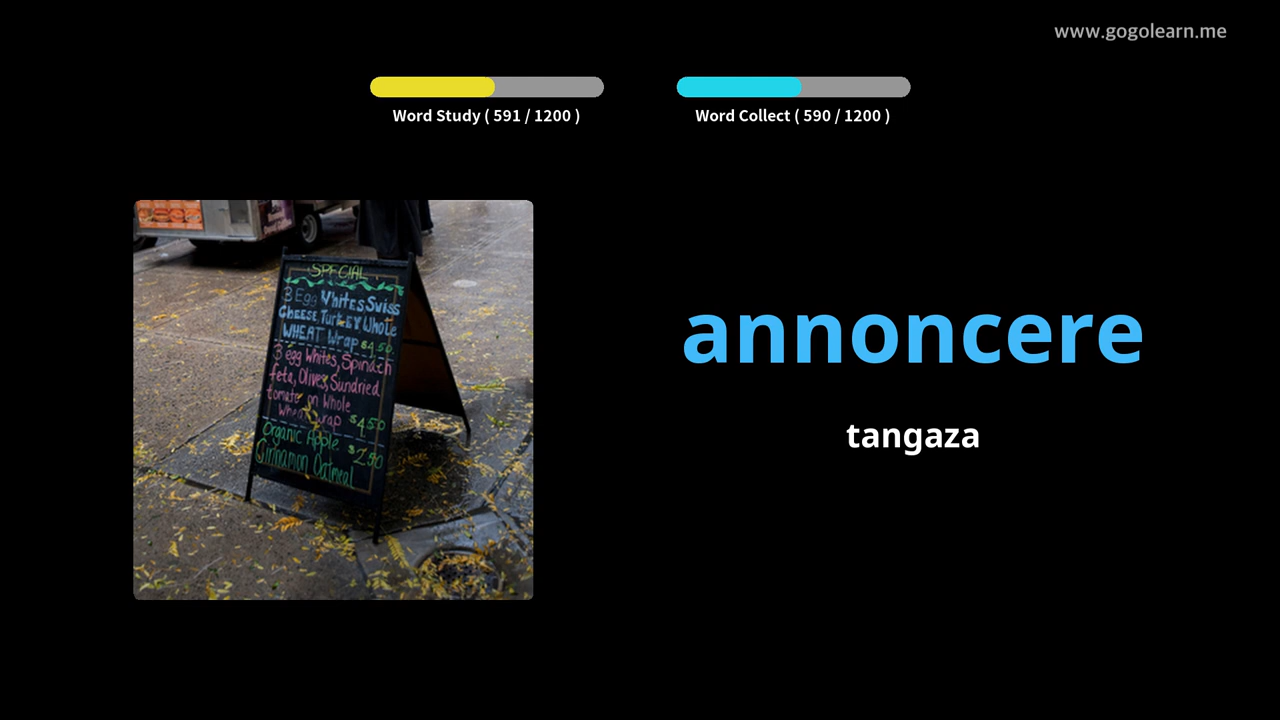 www.gogolearn.me
Word Study ( 591 / 1200 )
Word Collect ( 590 / 1200 )
SPECIAL
3 Egg Whites, Swiss
Cheese, Turkey Whole
WHEAT Wrap $4.50
3 egg Whites, Spinach
feta, Olives, Sundried
tomato on Whole
Wheat Wrap $4.50
Organic Apple
Cinnamon Oatmeal $2.50
annoncere
tangaza